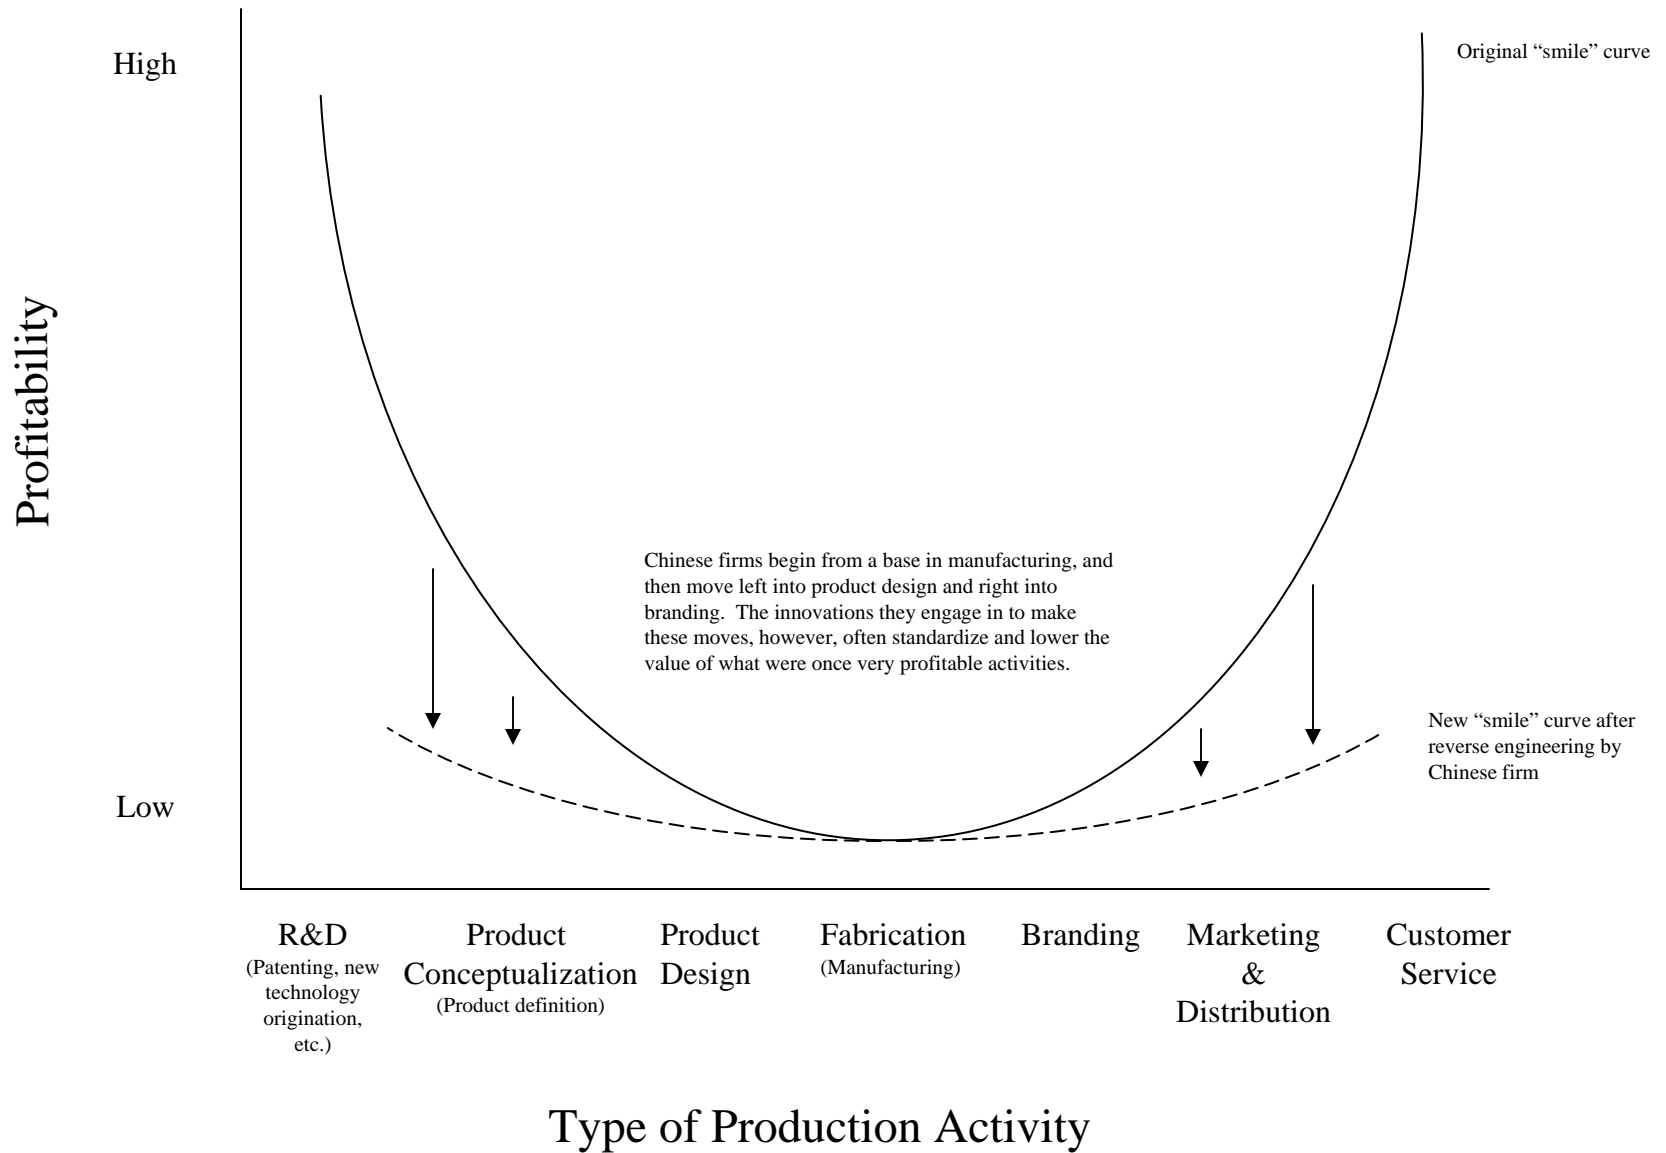 High
Original “smile” curve
Profitability
Chinese firms begin from a base in manufacturing, and
then move left into product design and right into
branding.  The innovations they engage in to make
these moves, however, often standardize and lower the
value of what were once very profitable activities.
New “smile” curve after
reverse engineering by
Chinese firm
Low
R&D
(Patenting, new
technology
origination,
etc.)
Product
Conceptualization
(Product definition)
Product
Design
Fabrication
(Manufacturing)
Branding
Marketing
&
Distribution
Customer
Service
Type of Production Activity